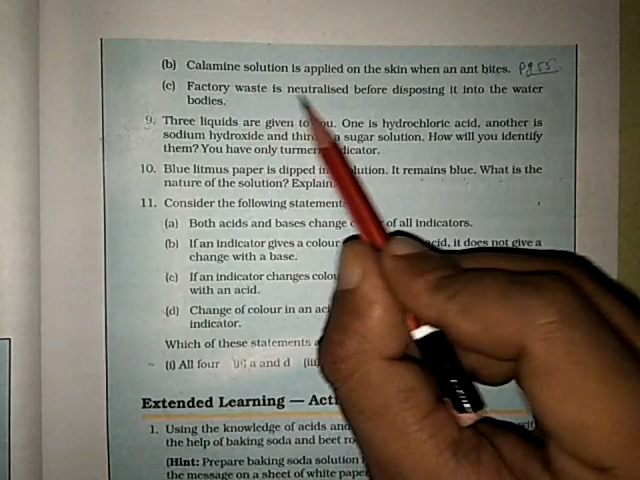 (b) Calamine solution is applied on the skin when an ant bites. Pg 55.
(c) Factory waste is neutralised before disposing it into the water
bodies.
9. Three liquids are given to you. One is hydrochloric acid, another is
sodium hydroxide and third a sugar solution. How will you identify
them? You have only turmeric indicator.
10. Blue litmus paper is dipped in solution. It remains blue. What is the
nature of the solution? Explain.
11. Consider the following statements
(a) Both acids and bases change of all indicators.
(b) If an indicator gives a colour acid, it does not give a
change with a base.
(c) If an indicator changes
with an acid.
(d) Change of colour in an
indicator.
Which of these statements
(i) All four (ii) a and d (iii)
Extended Learning —
1. Using the knowledge of acids and
the help of baking soda and beet
(Hint: Prepare baking soda solution
the message on a sheet of white